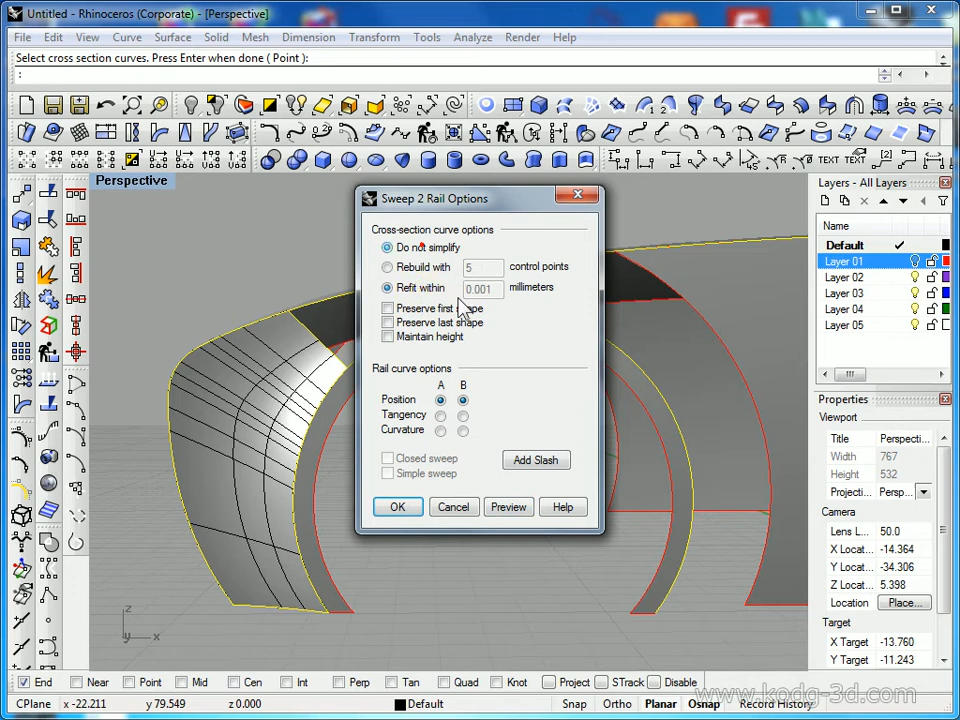 Untitled - Rhinoceros (Corporate) - [Perspective]
File Edit View Curve Surface Solid Mesh Dimension Transform Tools Analyze Render Help
Select cross section curves. Press Enter when done ( Point ):
:
TEXT TEXT
Perspective
Sweep 2 Rail Options
Cross-section curve options
Do not simplify
Rebuild with 5 control points
Refit within 0.001 millimeters
Preserve first shape
Preserve last shape
Maintain height
Rail curve options
A B
Position
Tangency
Curvature
Closed sweep
Simple sweep
Add Slash
OK Cancel Preview Help
Layers - All Layers
Name
Default
Layer 01
Layer 02
Layer 03
Layer 04
Layer 05
Properties
Viewport
Title Perspecti...
Width 767
Height 532
Projecti... Persp...
Camera
Lens L... 50.0
X Locat... -14.364
Y Locat... -34.306
Z Locat... 5.398
Location Place...
Target
X Target -13.760
Y Target -11.243
z
y x
End Near Point Mid Cen Int Perp Tan Quad Knot Project STrack Disable
www.kodg-3d.com
CPlane x -22.211 y 79.549 z 0.000 Default Snap Ortho Planar Osnap Record History